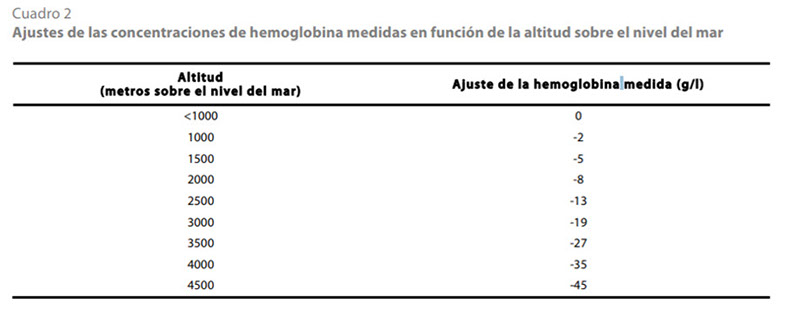 Cuadro 2
Ajustes de las concentraciones de hemoglobina medidas en función de la altitud sobre el nivel del mar
Altitud
(metros sobre el nivel del mar)
Ajuste de la hemoglobina medida (g/l)
<1000 0
1000 -2
1500 -5
2000 -8
2500 -13
3000 -19
3500 -27
4000 -35
4500 -45